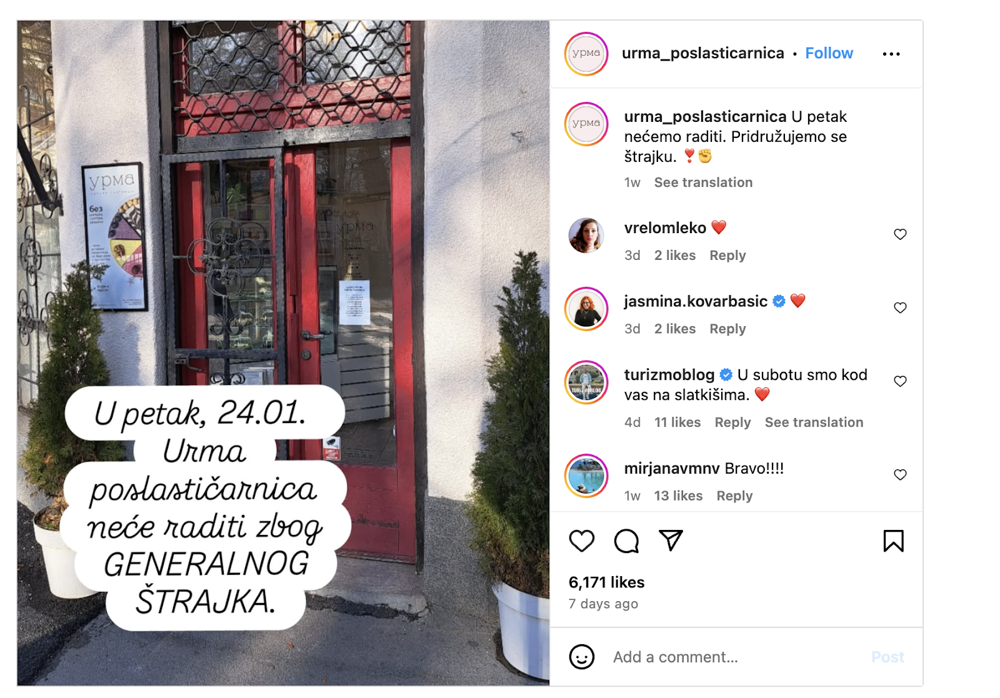 урма
без
урма
U petak, 24.01.
Urma
poslastičarnica
neće raditi zbog
GENERALNOG
ŠTRAJKA.
урма
urma_poslasticarnica • Follow
урма
urma_poslasticarnica U petak
nećemo raditi. Pridružujemo se
štrajku. ❣️✊
1w See translation
vrelomleko ❤️
3d 2 likes Reply
jasmina.kovarbasic ❤️
3d 2 likes Reply
TURIZMOBLOG
turizmoblog U subotu smo kod
vas na slatkišima. ❤️
4d 11 likes Reply See translation
mirjanavmnv Bravo!!!!
1w 13 likes Reply
6,171 likes
7 days ago
Add a comment...
Post